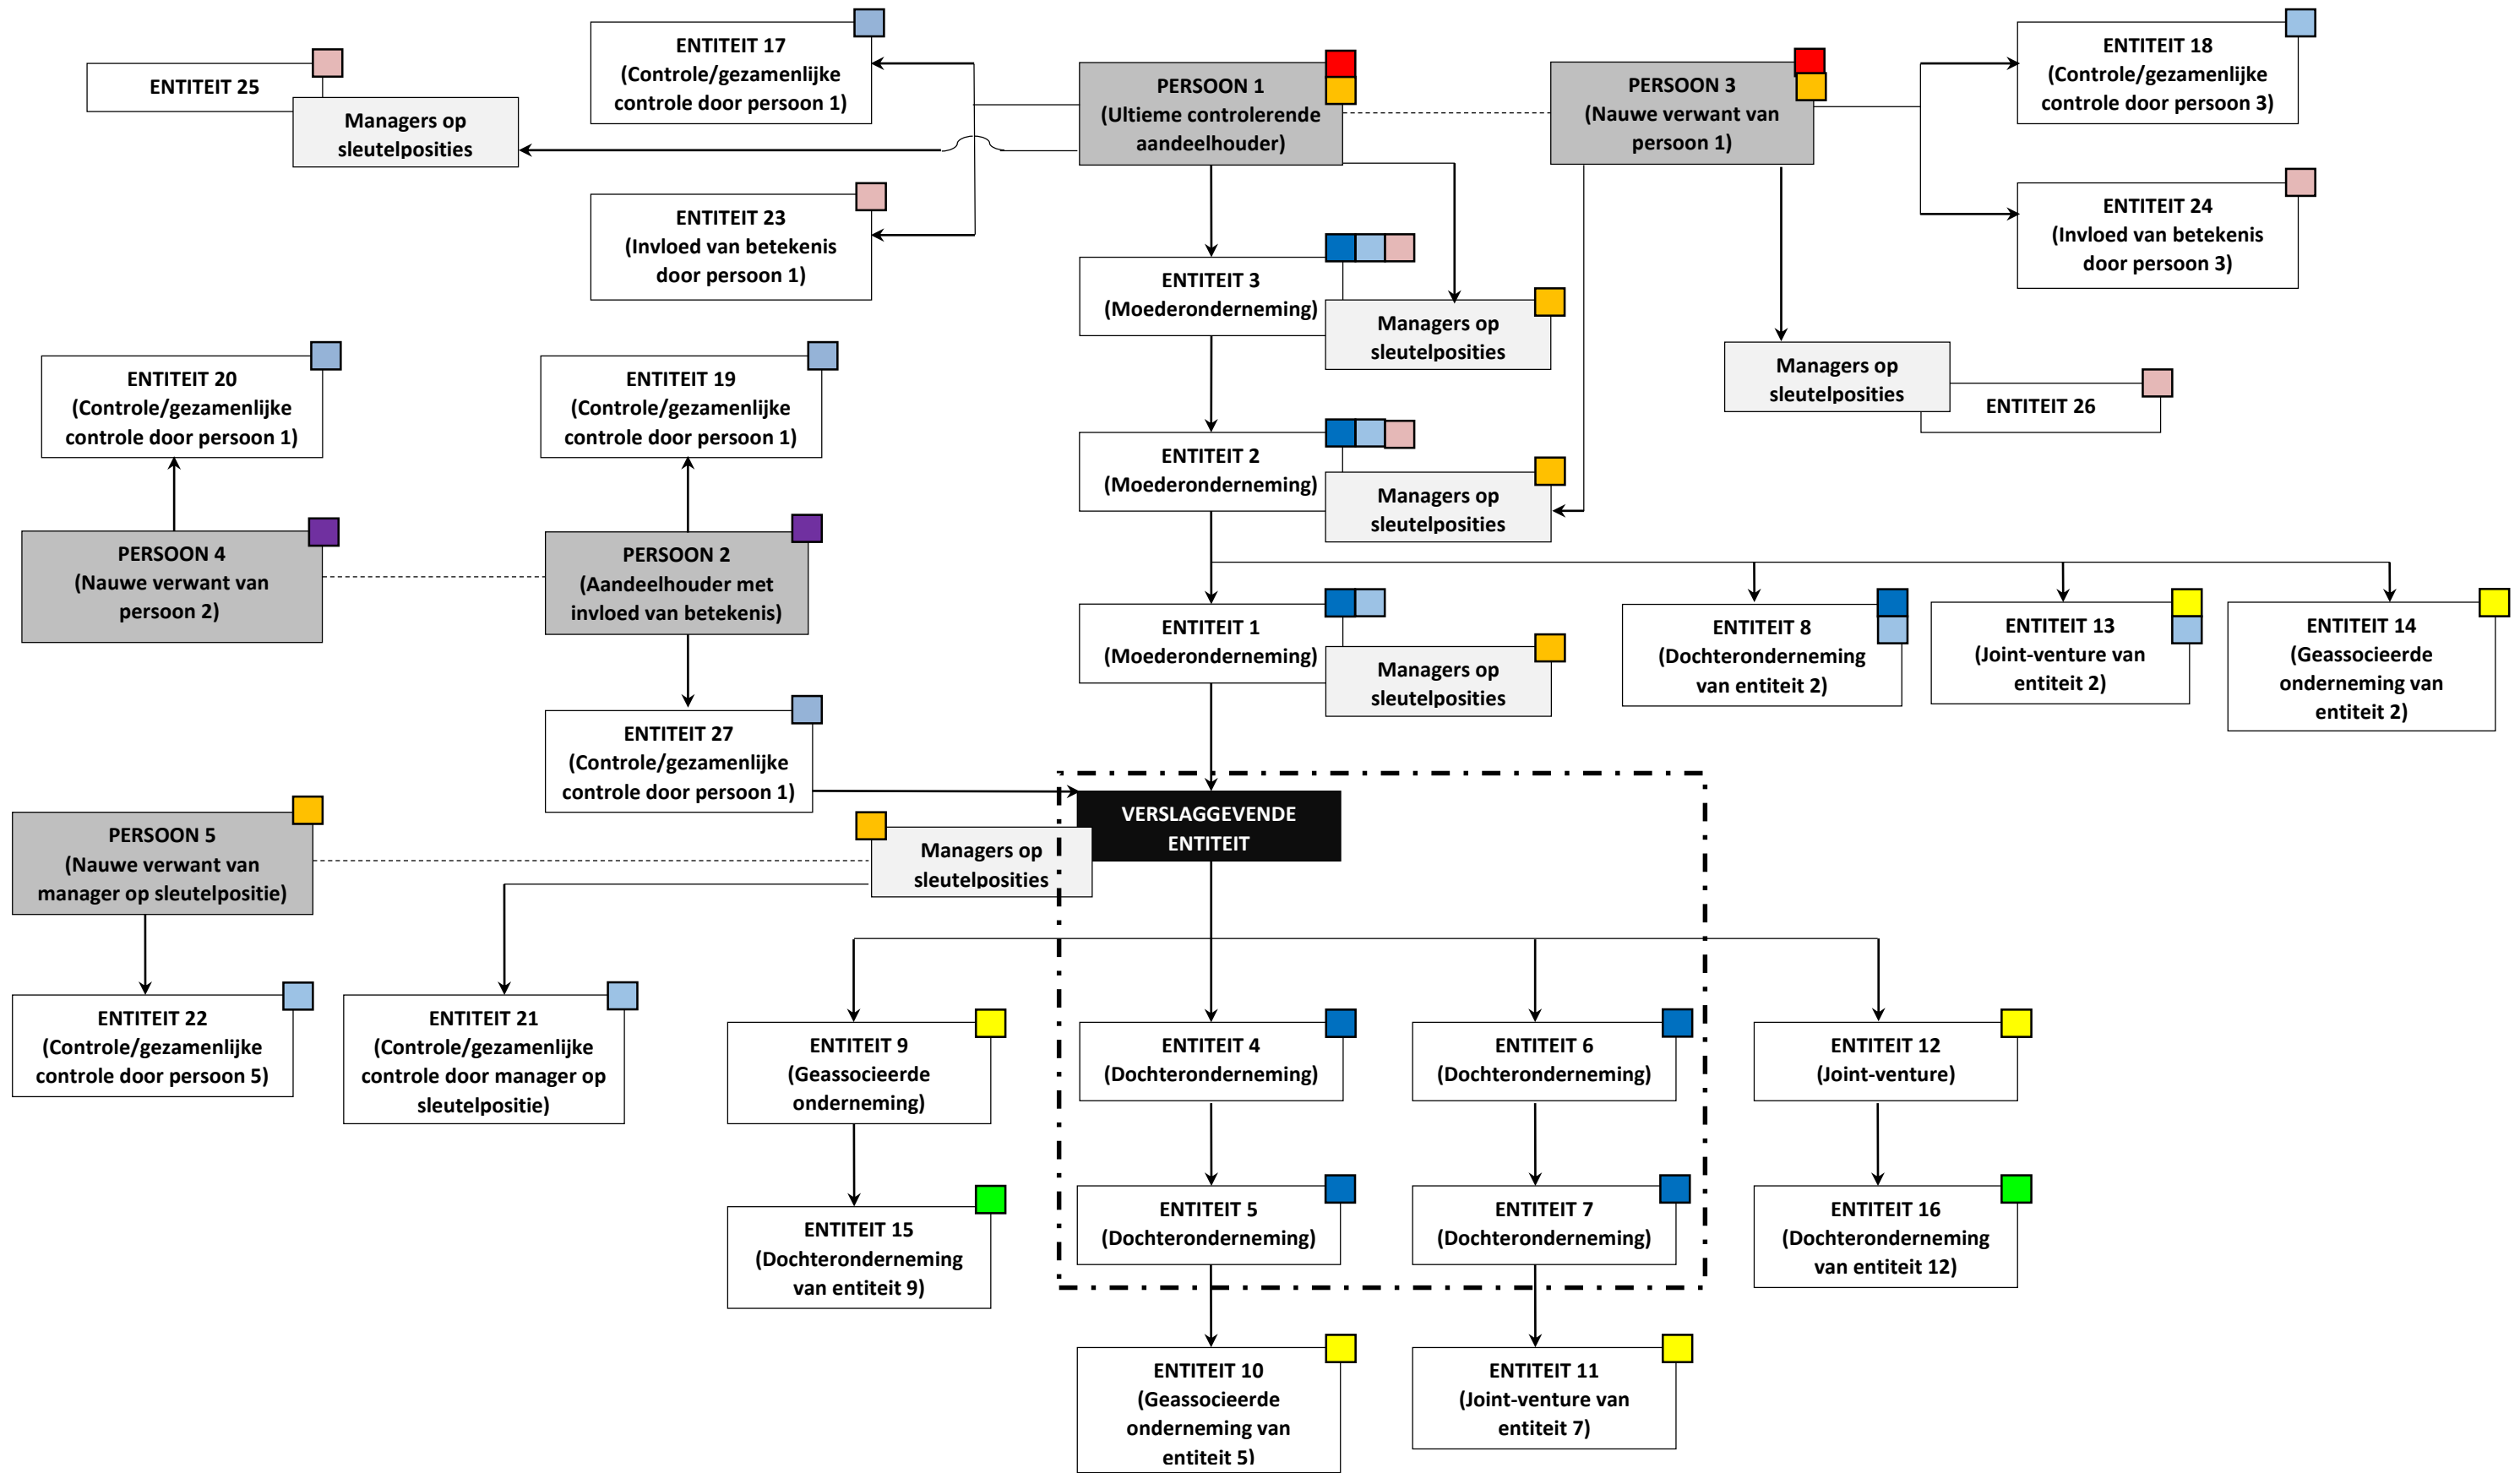 ENTITEIT 17
(Controle/gezamenlijke
controle door persoon 1)
ENTITEIT 18
(Controle/gezamenlijke
controle door persoon 3)
ENTITEIT 25
Managers op
sleutelposities
PERSOON 1
(Ultieme controlerende
aandeelhouder)
PERSOON 3
(Nauwe verwant van
persoon 1)
ENTITEIT 23
(Invloed van betekenis
door persoon 1)
ENTITEIT 24
(Invloed van betekenis
door persoon 3)
ENTITEIT 3
(Moederonderneming)
Managers op
sleutelposities
Managers op
sleutelposities
ENTITEIT 26
ENTITEIT 20
(Controle/gezamenlijke
controle door persoon 1)
ENTITEIT 19
(Controle/gezamenlijke
controle door persoon 1)
ENTITEIT 2
(Moederonderneming)
Managers op
sleutelposities
PERSOON 4
(Nauwe verwant van
persoon 2)
PERSOON 2
(Aandeelhouder met
invloed van betekenis)
ENTITEIT 1
(Moederonderneming)
Managers op
sleutelposities
ENTITEIT 8
(Dochteronderneming
van entiteit 2)
ENTITEIT 13
(Joint-venture van
entiteit 2)
ENTITEIT 14
(Geassocieerde
onderneming van
entiteit 2)
ENTITEIT 27
(Controle/gezamenlijke
controle door persoon 1)
VERSLAGGEVENDE
ENTITEIT
Managers op
sleutelposities
PERSOON 5
(Nauwe verwant van
manager op sleutelpositie)
ENTITEIT 22
(Controle/gezamenlijke
controle door persoon 5)
ENTITEIT 21
(Controle/gezamenlijke
controle door manager op
sleutelpositie)
ENTITEIT 9
(Geassocieerde
onderneming)
ENTITEIT 4
(Dochteronderneming)
ENTITEIT 6
(Dochteronderneming)
ENTITEIT 12
(Joint-venture)
ENTITEIT 15
(Dochteronderneming
van entiteit 9)
ENTITEIT 5
(Dochteronderneming)
ENTITEIT 7
(Dochteronderneming)
ENTITEIT 16
(Dochteronderneming
van entiteit 12)
ENTITEIT 10
(Geassocieerde
onderneming van
entiteit 5)
ENTITEIT 11
(Joint-venture van
entiteit 7)